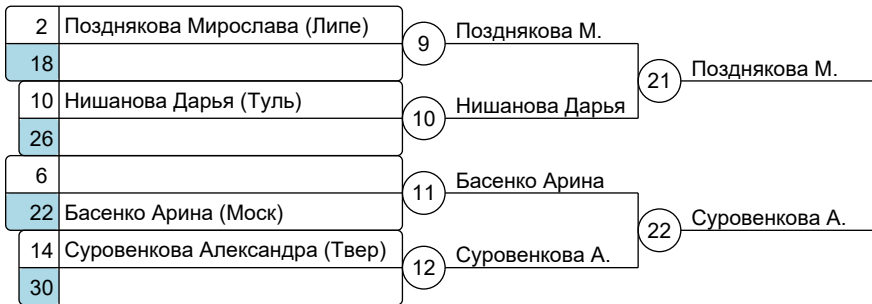 2 Позднякова Мирослава (Липе)
18
9 Позднякова М.
10 Нишанова Дарья (Туль)
26
10 Нишанова Дарья
21 Позднякова М.
6
22 Басенко Арина (Моск)
11 Басенко Арина
14 Суровенкова Александра (Твер)
30
12 Суровенкова А.
22 Суровенкова А.